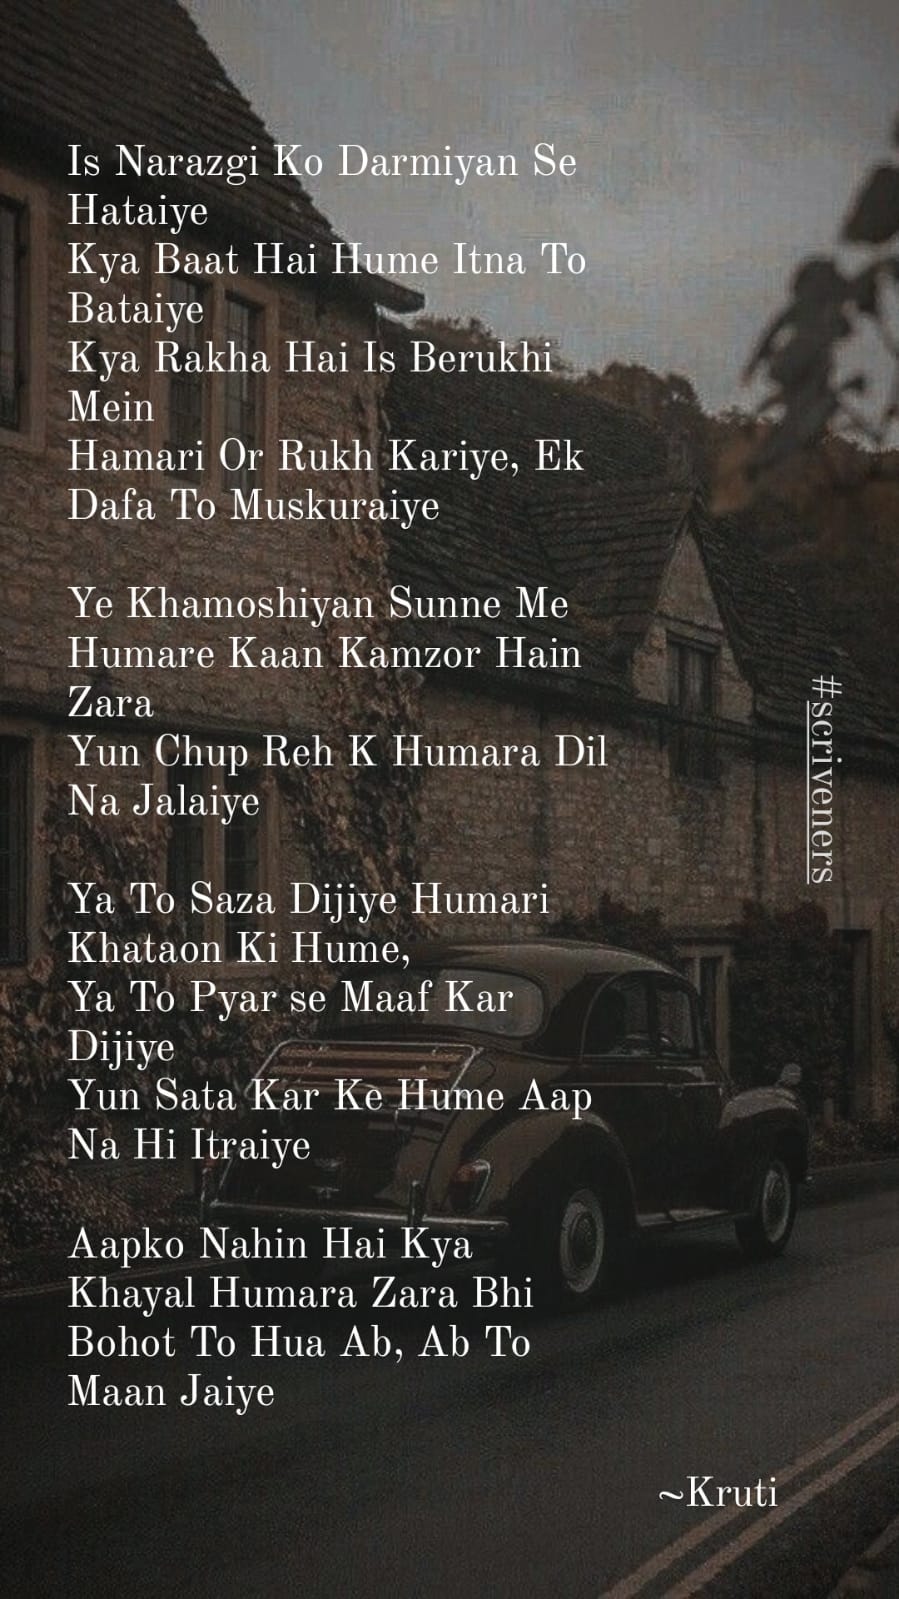 Is Narazgi Ko Darmiyan Se
Hataiye
Kya Baat Hai Hume Itna To
Bataiye
Kya Rakha Hai Is Berukhi
Mein
Hamari Or Rukh Kariye, Ek
Dafa To Muskuraiye
Ye Khamoshiyan Sunne Me
Humare Kaan Kamzor Hain
Zara
Yun Chup Reh K Humara Dil
Na Jalaiye
Ya To Saza Dijiye Humari
Khataon Ki Hume,
Ya To Pyar se Maaf Kar
Dijiye
Yun Sata Kar Ke Hume Aap
Na Hi Itraiye
Aapko Nahin Hai Kya
Khayal Humara Zara Bhi
Bohot To Hua Ab, Ab To
Maan Jaiye
~Kruti
#scriveners